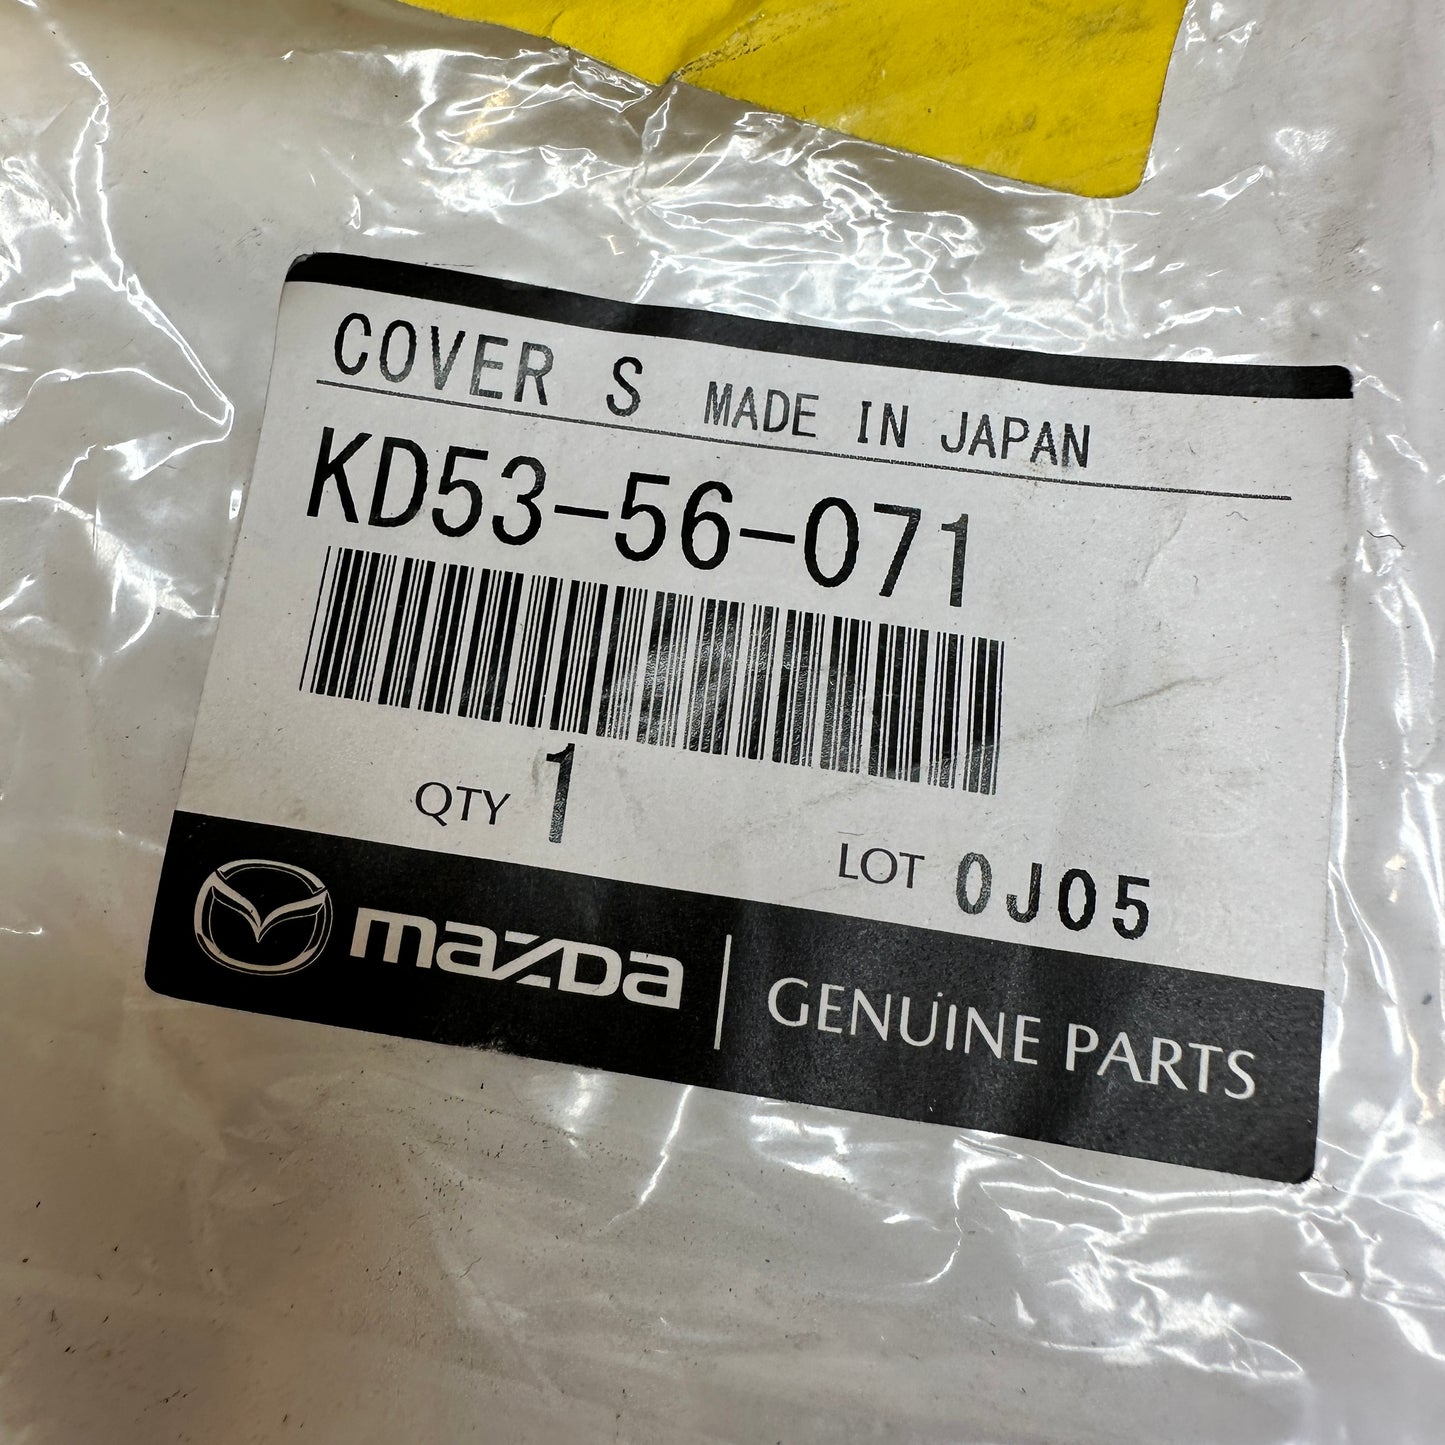 COVER S MADE IN JAPAN
KD53-56-071
QTY 1
LOT 0J05
mazda GENUINE PARTS